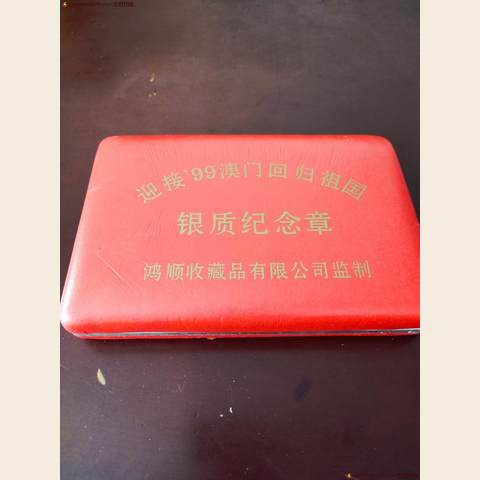 迎接'99澳门回归祖国
银质纪念章
鸿顺收藏品有限公司监制